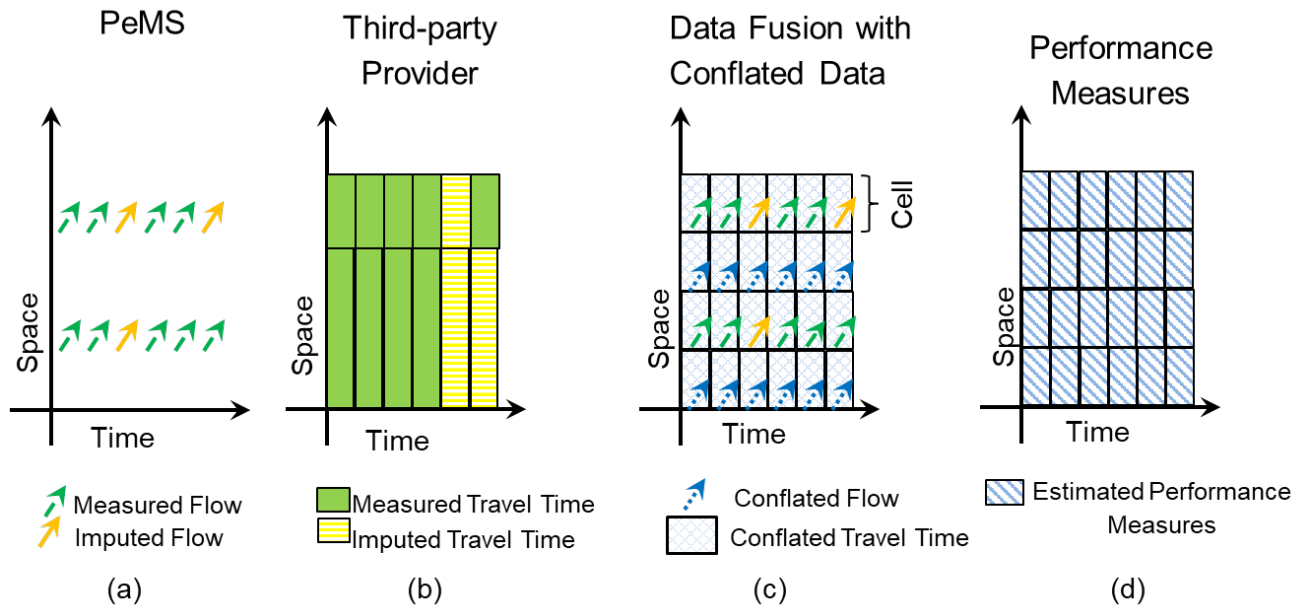 PeMS
Space
Time
Measured Flow
Imputed Flow
(a)
Third-party
Provider
Space
Time
Measured Travel Time
Imputed Travel Time
(b)
Data Fusion with
Conflated Data
Cell
Space
Time
Conflated Flow
Conflated Travel Time
(c)
Performance
Measures
Space
Time
Estimated Performance
Measures
(d)